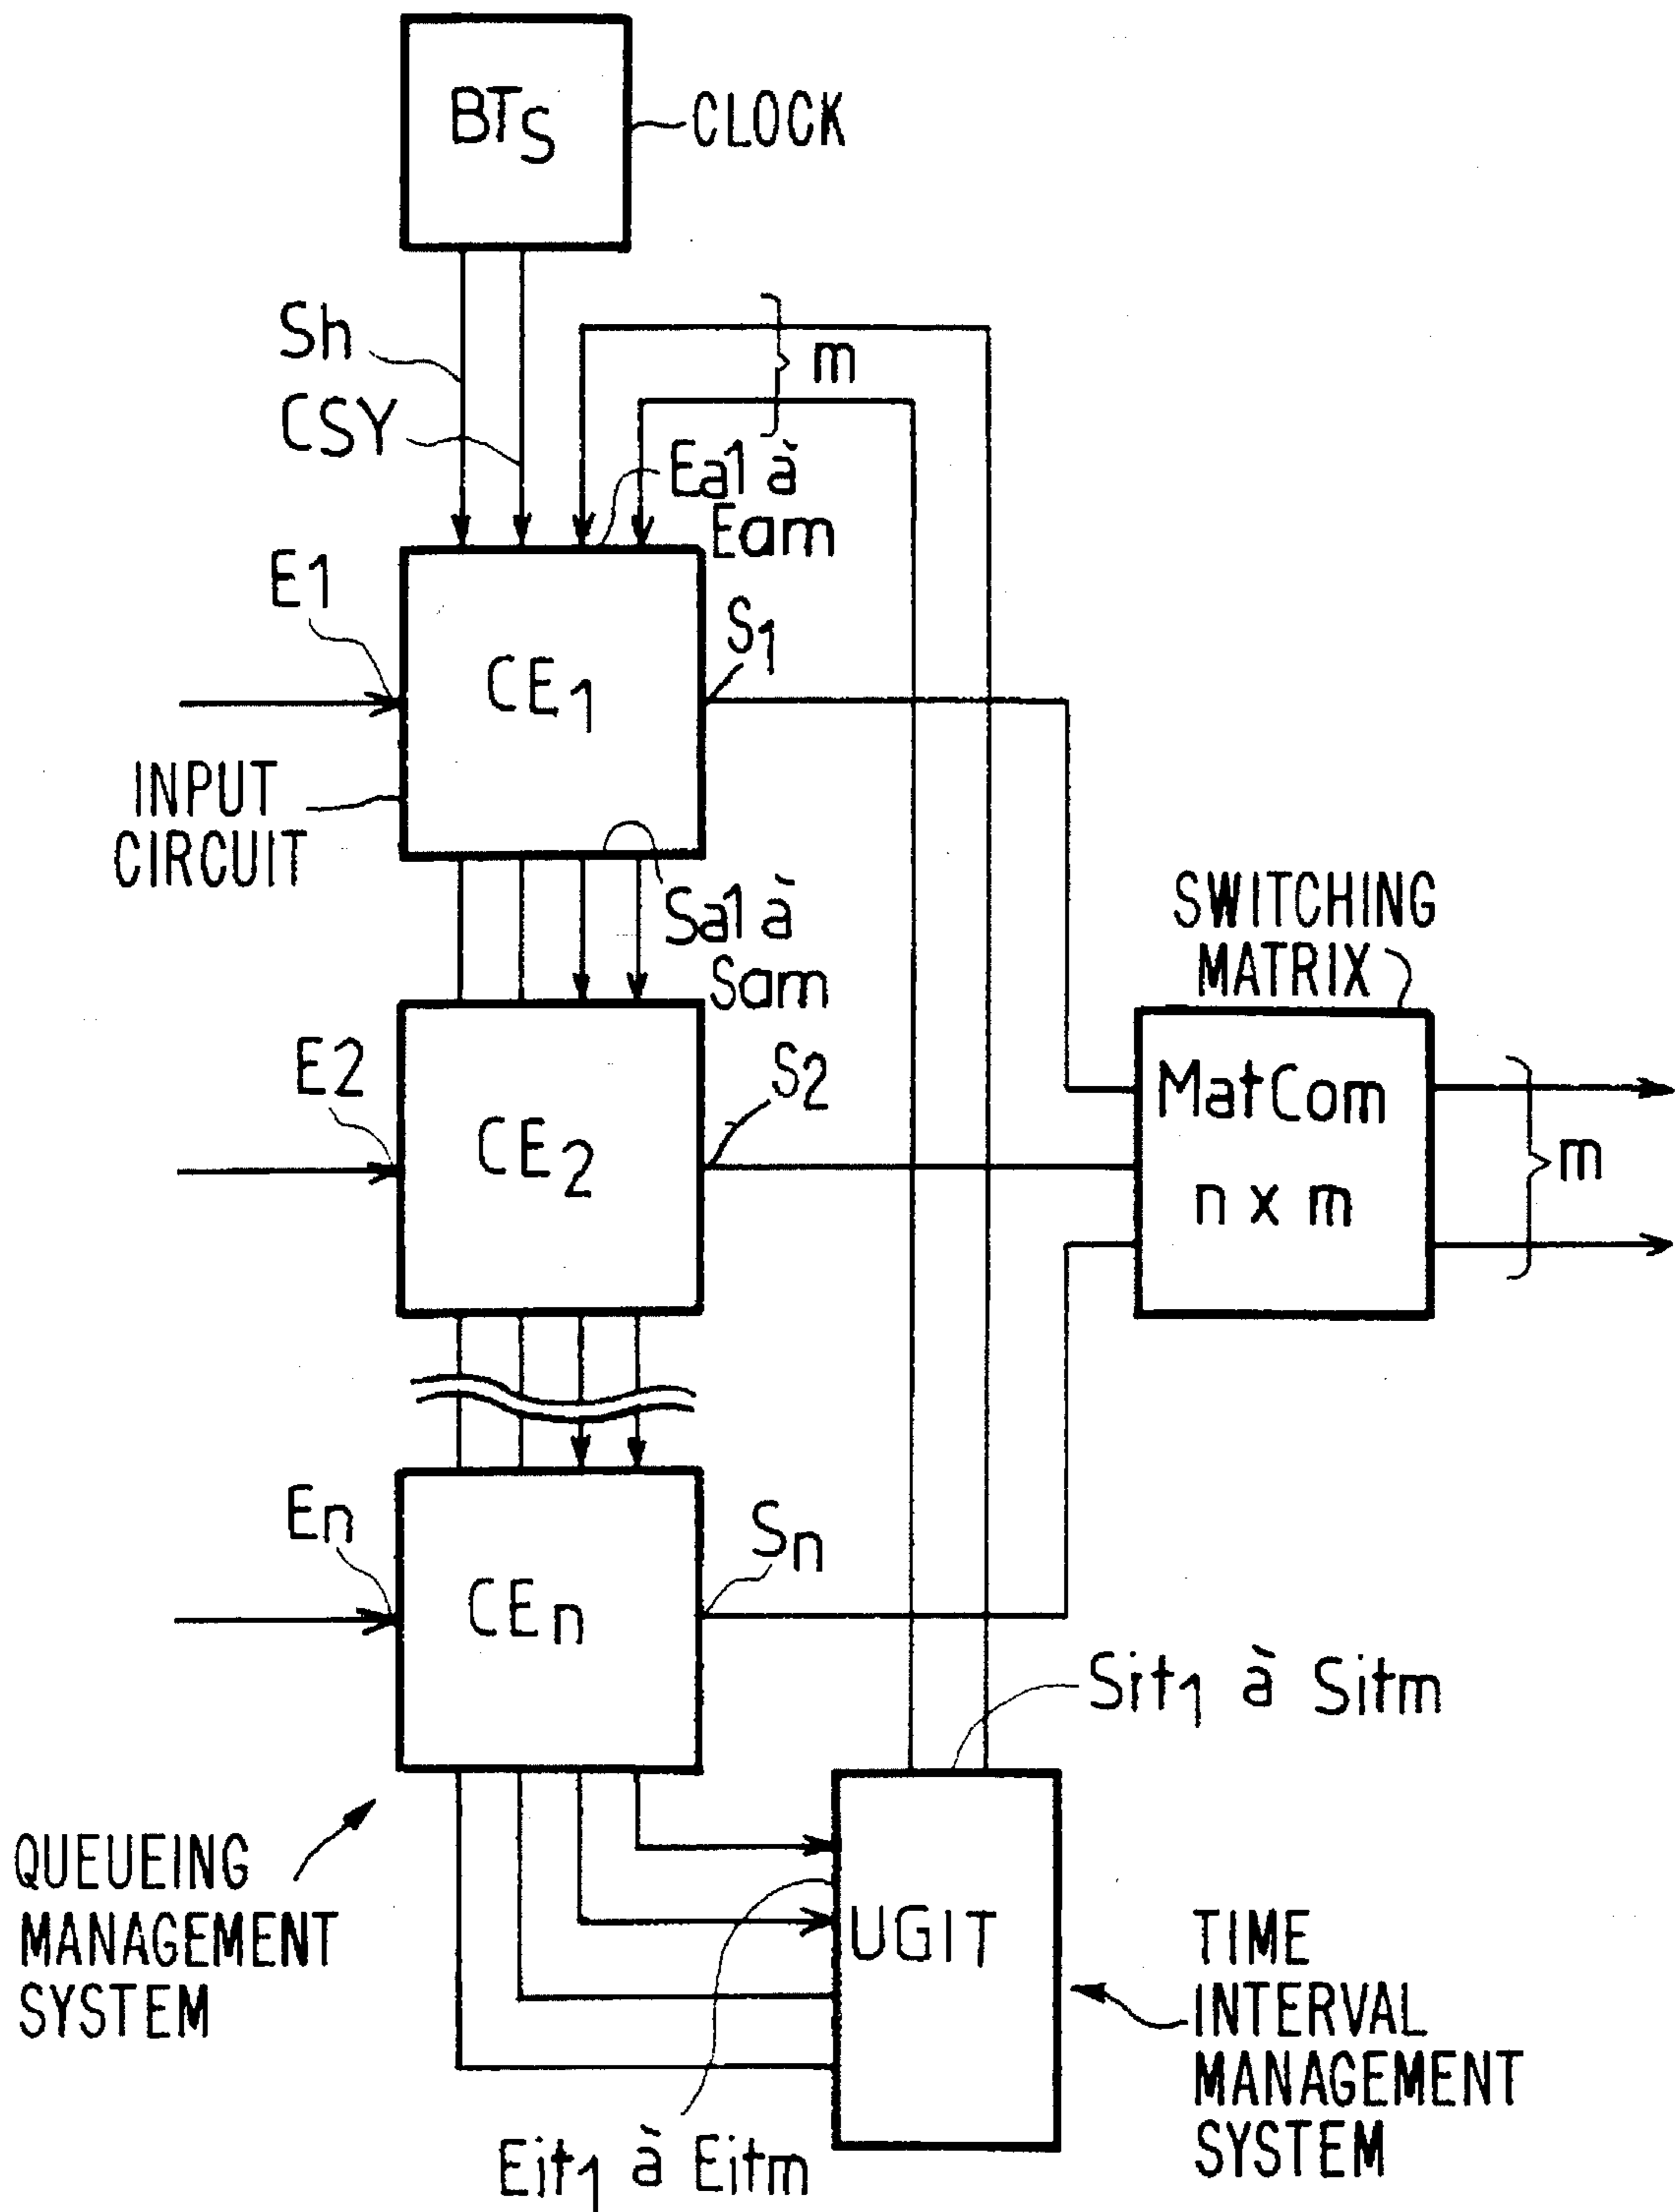 BTS
CLOCK
Sh
CSY
m
Ea1 à
Eam
E1
CE1
S1
INPUT
CIRCUIT
Sa1 à
Sam
SWITCHING
MATRIX
E2
CE2
S2
MatCom
n x m
m
En
CEn
Sn
Sit1 à Sitm
QUEUEING
MANAGEMENT
SYSTEM
UGIT
TIME
INTERVAL
MANAGEMENT
SYSTEM
Eit1 à Eitm